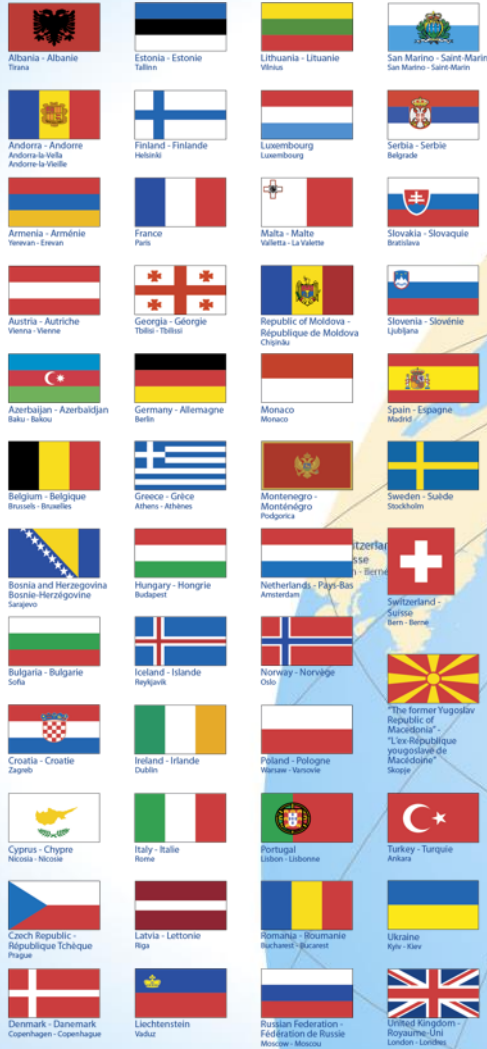 Albania - Albanie
Tirana
Andorra - Andorre
Andorra-la-Vella
Andorre-la-Vieille
Armenia - Arménie
Yerevan - Erevan
Austria - Autriche
Vienna - Vienne
Azerbaijan - Azerbaïdjan
Baku - Bakou
Belgium - Belgique
Brussels - Bruxelles
Bosnia and Herzegovina
Bosnie-Herzégovine
Sarajevo
Bulgaria - Bulgarie
Sofia
Croatia - Croatie
Zagreb
Cyprus - Chypre
Nicosia - Nicosie
Czech Republic -
République Tchèque
Prague
Denmark - Danemark
Copenhagen - Copenhague
Estonia - Estonie
Tallinn
Finland - Finlande
Helsinki
France
Paris
Georgia - Géorgie
Tbilisi - Tbilissi
Germany - Allemagne
Berlin
Greece - Grèce
Athens - Athènes
Hungary - Hongrie
Budapest
Iceland - Islande
Reykjavik
Ireland - Irlande
Dublin
Italy - Italie
Rome
Latvia - Lettonie
Riga
Liechtenstein
Vaduz
Lithuania - Lituanie
Vilnius
Luxembourg
Luxembourg
Malta - Malte
Valletta - La Valette
Republic of Moldova -
République de Moldova
Chişinău
Monaco
Monaco
Montenegro -
Monténégro
Podgorica
Netherlands - Pays-Bas
Amsterdam
Norway - Norvège
Oslo
Poland - Pologne
Warsaw - Varsovie
Portugal
Lisbon - Lisbonne
Romania - Roumanie
Bucharest - Bucarest
Russian Federation -
Fédération de Russie
Moscow - Moscou
San Marino - Saint-Marin
San Marino - Saint-Marin
Serbia - Serbie
Belgrade
Slovakia - Slovaquie
Bratislava
Slovenia - Slovénie
Ljubljana
Spain - Espagne
Madrid
Sweden - Suède
Stockholm
Switzerland -
Suisse
Bern - Berne
"The former Yugoslav
Republic of
Macedonia" -
"L'ex-République
yougoslave de
Macédoine"
Skopje
Turkey - Turquie
Ankara
Ukraine
Kyiv - Kiev
United Kingdom -
Royaume-Uni
London - Londres